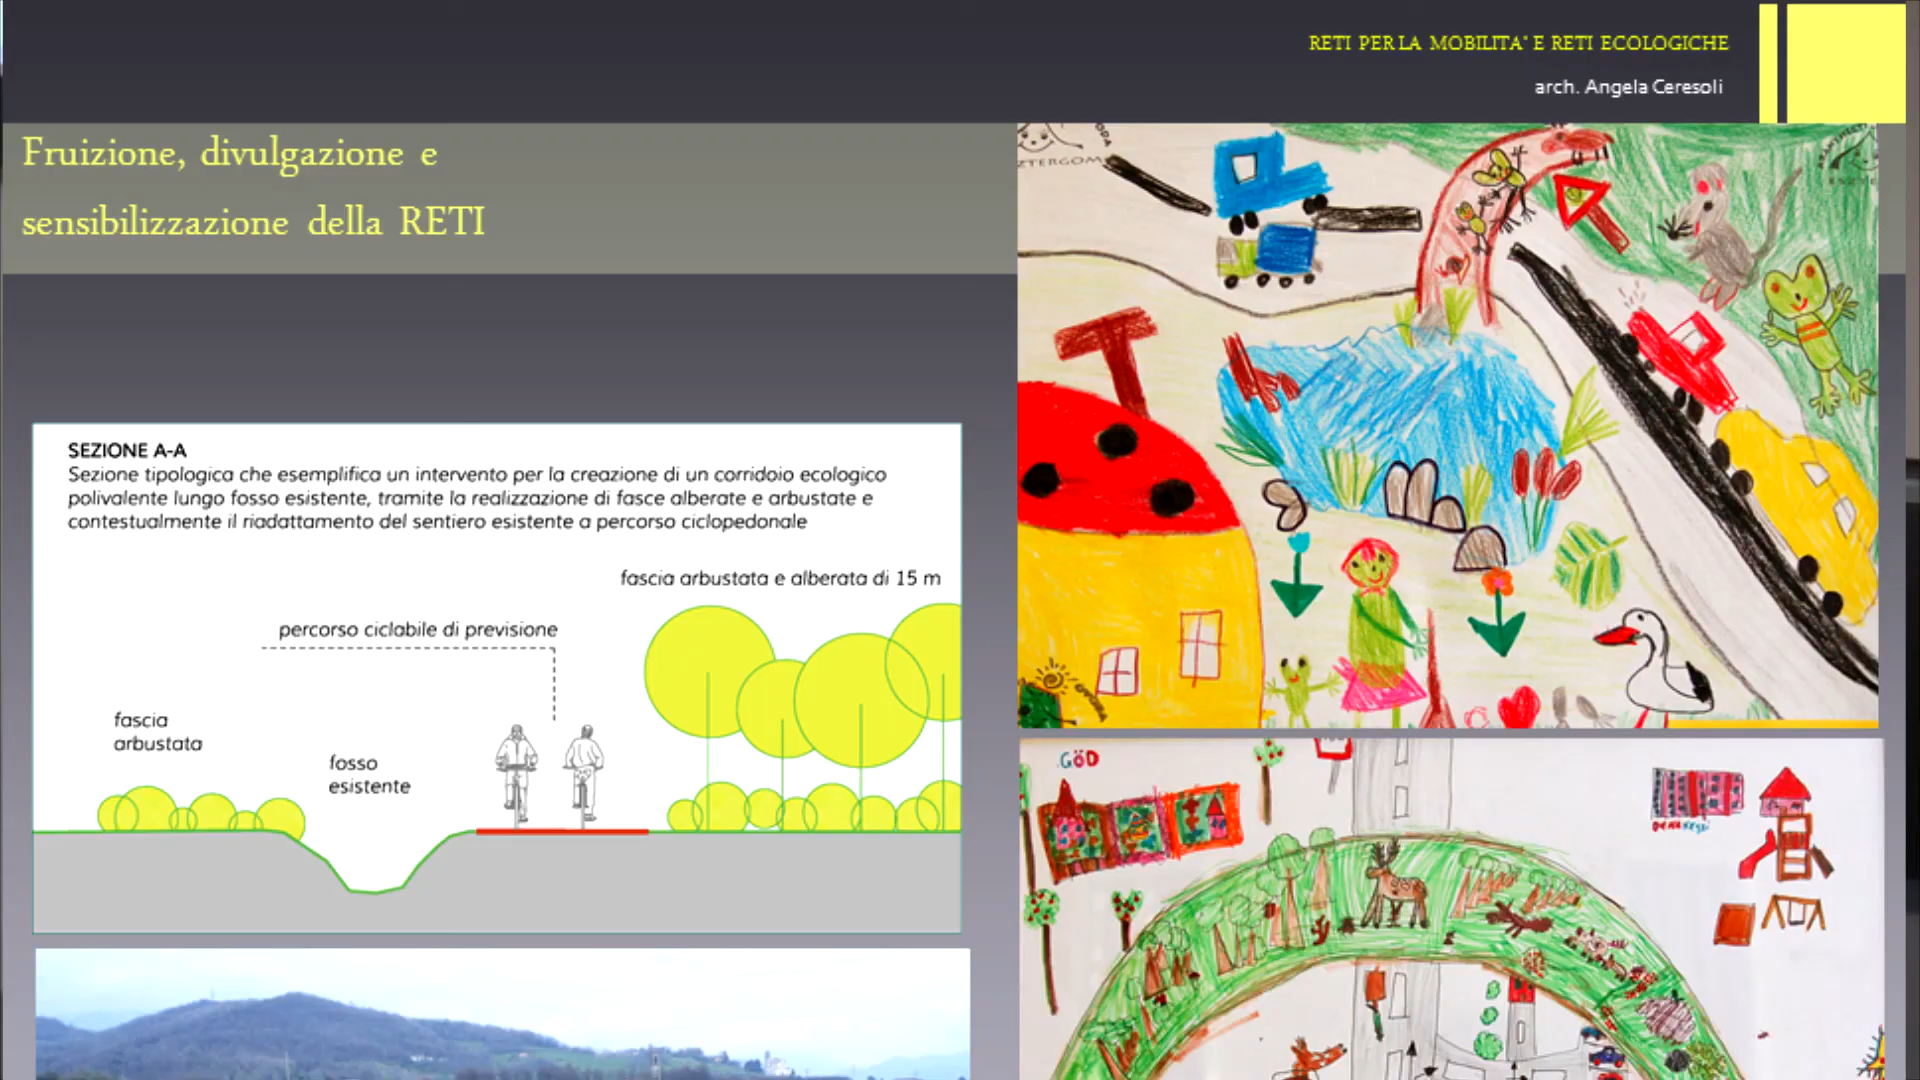 RETI PER LA MOBILITA' E RETI ECOLOGICHE
arch. Angela Ceresoli
Fruizione, divulgazione e
sensibilizzazione della RETI
SEZIONE A-A
Sezione tipologica che esemplifica un intervento per la creazione di un corridoio ecologico
polivalente lungo fosso esistente, tramite la realizzazione di fasce alberate e arbustate e
contestualmente il riadattamento del sentiero esistente a percorso ciclopedonale
fascia arbustata e alberata di 15 m
percorso ciclabile di previsione
fascia
arbustata
fosso
esistente
ZTERGOM
GÖD